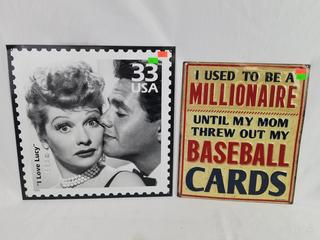 33
USA
"I Love Lucy"
I USED TO BE A
MILLIONAIRE
UNTIL MY MOM
THREW OUT MY
BASEBALL
CARDS